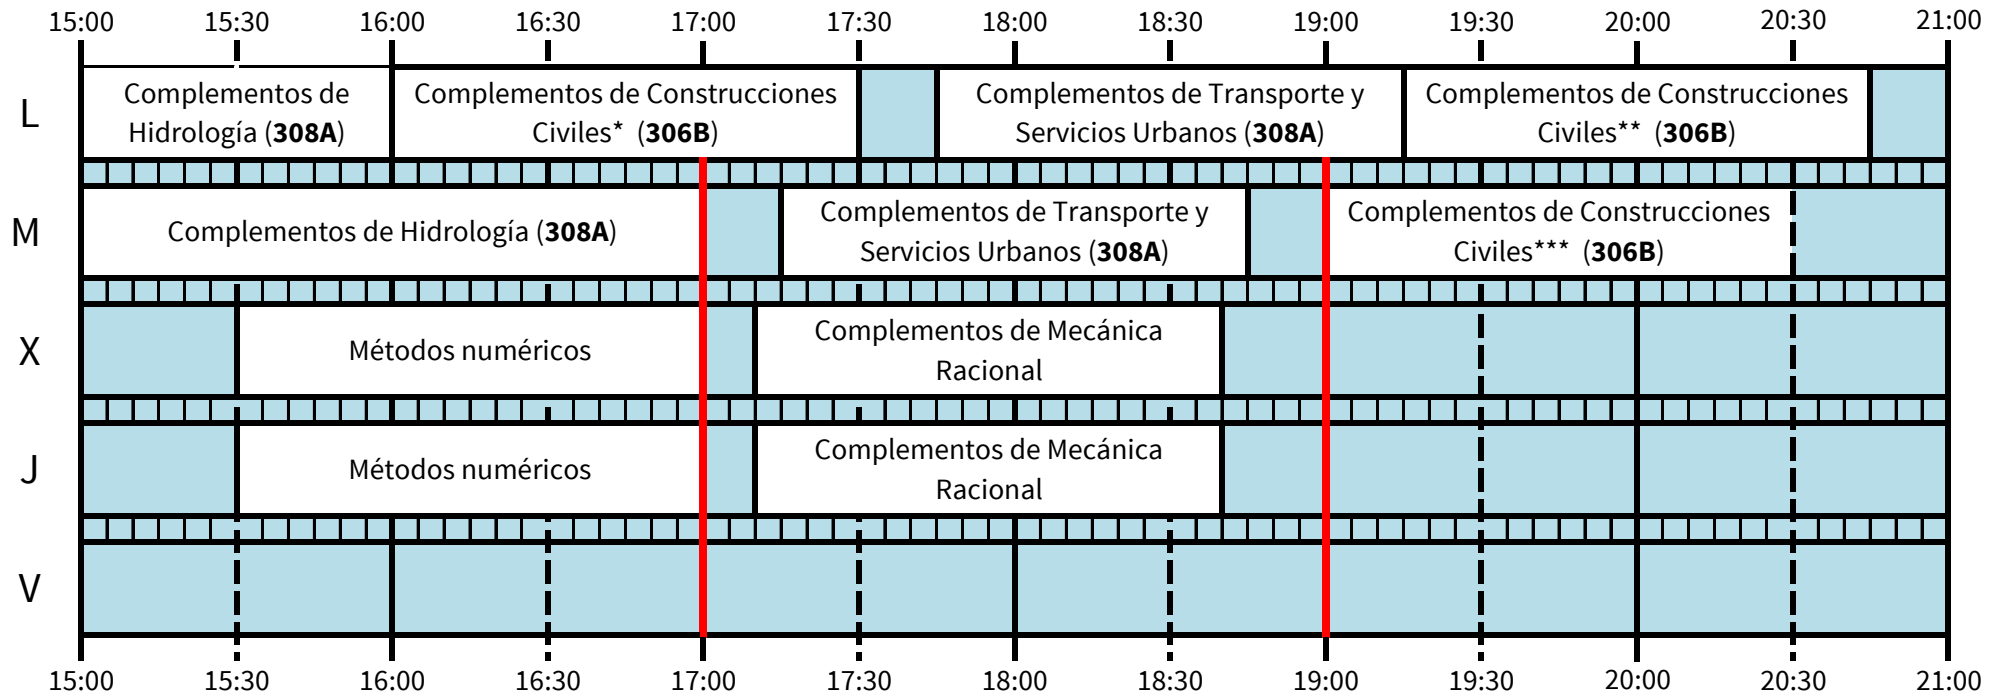 15:00 15:30 16:00 16:30 17:00 17:30 18:00 18:30 19:00 19:30 20:00 20:30 21:00
L
Complementos de
Hidrología (308A)
Complementos de Construcciones
Civiles* (306B)
Complementos de Transporte y
Servicios Urbanos (308A)
Complementos de Construcciones
Civiles** (306B)
M
Complementos de Hidrología (308A)
Complementos de Transporte y
Servicios Urbanos (308A)
Complementos de Construcciones
Civiles*** (306B)
X
Métodos numéricos
Complementos de Mecánica
Racional
J
Métodos numéricos
Complementos de Mecánica
Racional
V
15:00 15:30 16:00 16:30 17:00 17:30 18:00 18:30 19:00 19:30 20:00 20:30 21:00